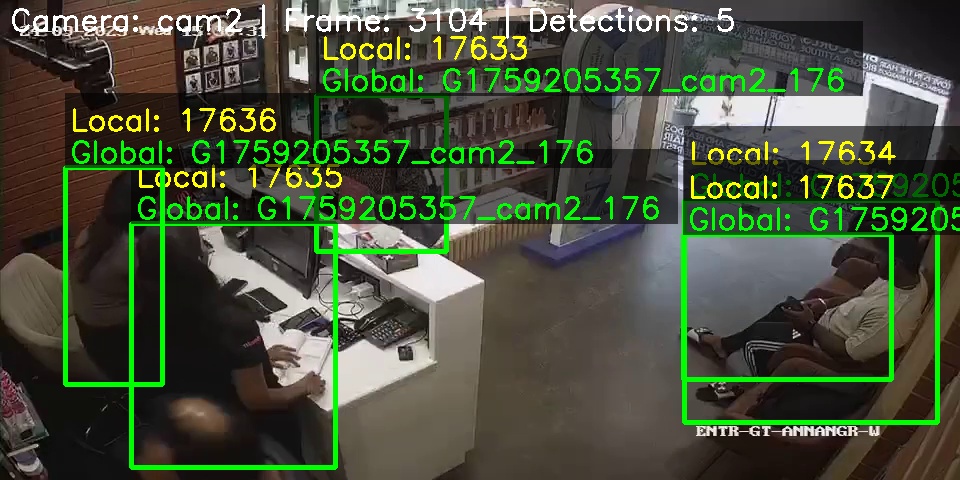 Camera: cam2 | Frame: 3104 | Detections: 5
Local: 17633
Global: G1759205357_cam2_176
Local: 17636
Global: G1759205357_cam2_176
Local: 17634
Local: 17635
Local: 17637
Global: G1759205357_cam2_176
Global: G1759205
ENTR-GT-ANNANGR-W